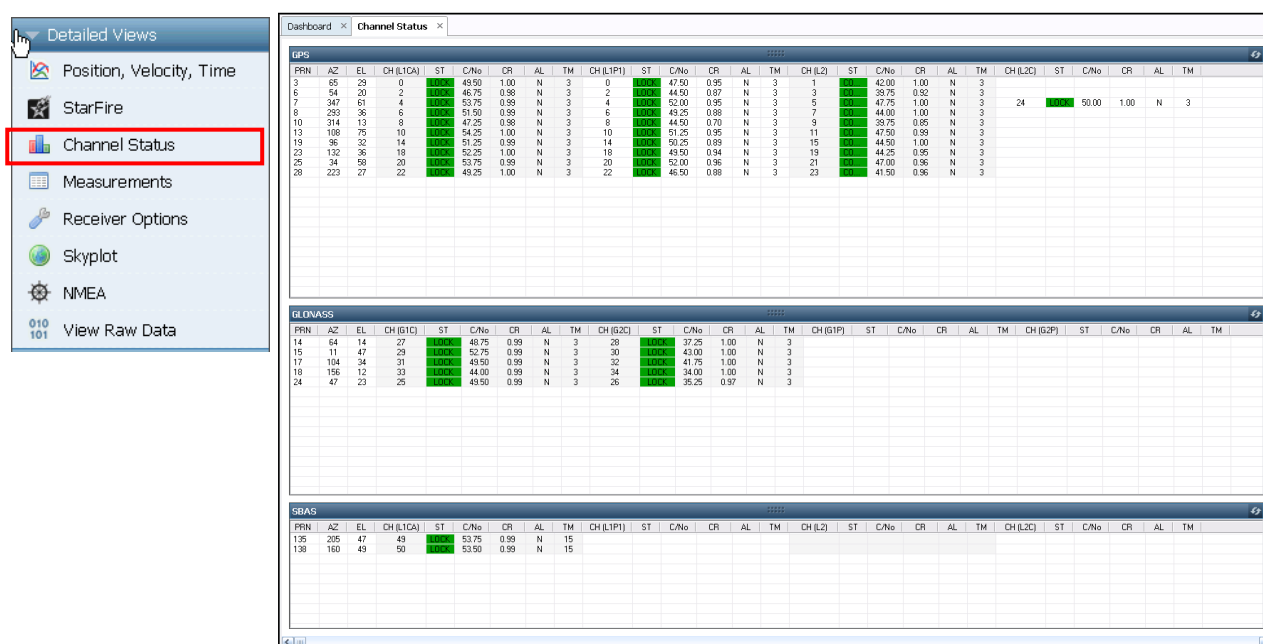 Detailed Views
Position, Velocity, Time
StarFire
Channel Status
Measurements
Receiver Options
Skyplot
NMEA
010
101 View Raw Data
Dashboard × Channel Status ×
GPS
PRN AZ EL CH (L1CA) ST C/No CR AL TM CH (L1P1) ST C/No CR AL TM CH (L2) ST C/No CR AL TM CH (L2C) ST C/No CR AL TM
3 65 29 0 LOCK 49.50 1.00 N 3 0 LOCK 47.50 0.95 N 3 1 CO... 42.00 1.00 N 3
6 54 20 2 LOCK 46.75 0.98 N 3 2 LOCK 44.50 0.87 N 3 3 CO... 39.75 0.92 N 3
7 347 61 4 LOCK 53.75 0.99 N 3 4 LOCK 52.00 0.95 N 3 5 CO... 47.75 1.00 N 3 24 LOCK 50.00 1.00 N 3
8 293 36 6 LOCK 51.50 0.99 N 3 6 LOCK 49.25 0.88 N 3 7 CO... 44.00 1.00 N 3
10 314 13 8 LOCK 47.25 0.98 N 3 8 LOCK 44.50 0.70 N 3 9 CO... 39.75 0.85 N 3
13 108 75 10 LOCK 54.25 1.00 N 3 10 LOCK 51.25 0.95 N 3 11 CO... 47.50 0.99 N 3
19 96 32 14 LOCK 51.25 0.99 N 3 14 LOCK 50.25 0.89 N 3 15 CO... 44.50 1.00 N 3
23 132 36 18 LOCK 52.25 1.00 N 3 18 LOCK 49.50 0.94 N 3 19 CO... 44.25 0.95 N 3
25 34 58 20 LOCK 53.75 0.99 N 3 20 LOCK 52.00 0.96 N 3 21 CO... 47.00 0.96 N 3
28 223 27 22 LOCK 49.25 1.00 N 3 22 LOCK 46.50 0.88 N 3 23 CO... 41.50 0.96 N 3
GLONASS
PRN AZ EL CH (G1C) ST C/No CR AL TM CH (G2C) ST C/No CR AL TM CH (G1P) ST C/No CR AL TM CH (G2P) ST C/No CR AL TM
14 64 14 27 LOCK 48.75 0.99 N 3 28 LOCK 37.25 1.00 N 3
15 11 47 29 LOCK 52.75 0.99 N 3 30 LOCK 43.00 1.00 N 3
17 104 34 31 LOCK 49.50 0.99 N 3 32 LOCK 41.75 1.00 N 3
18 156 12 33 LOCK 44.00 0.99 N 3 34 LOCK 34.00 1.00 N 3
24 47 23 25 LOCK 49.50 0.99 N 3 26 LOCK 35.25 0.97 N 3
SBAS
PRN AZ EL CH (L1CA) ST C/No CR AL TM CH (L1P1) ST C/No CR AL TM CH (L2) ST C/No CR AL TM CH (L2C) ST C/No CR AL TM
135 205 47 49 LOCK 53.75 0.99 N 15
138 160 49 50 LOCK 53.50 0.99 N 15